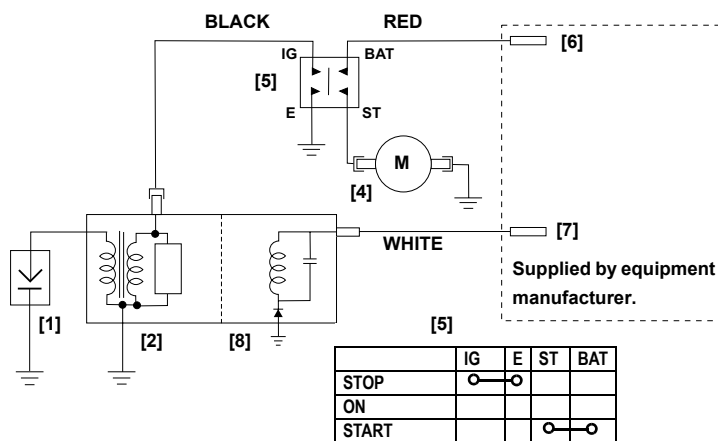 BLACK RED
IG BAT [6]
[5]
E ST
M
[4]
[7]
WHITE
Supplied by equipment
manufacturer.
[1] [2] [8] [5]
IG E ST BAT
STOP
ON
START